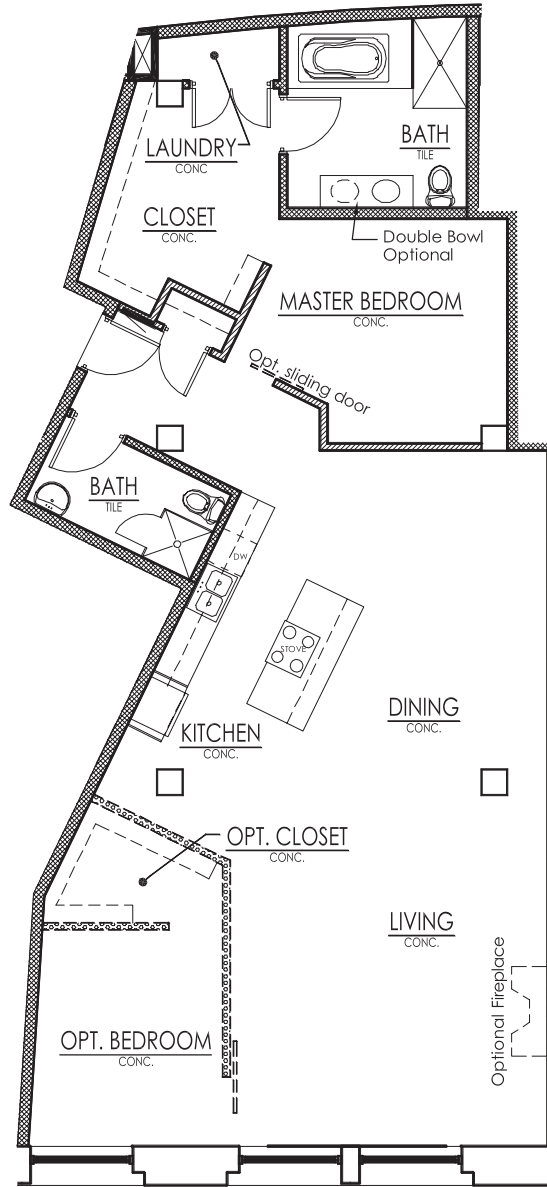 LAUNDRY
CONC
BATH
TILE
CLOSET
CONC.
Double Bowl
Optional
MASTER BEDROOM
CONC.
Opt. sliding door
BATH
TILE
DW
STOVE
DINING
CONC.
KITCHEN
CONC.
OPT. CLOSET
CONC.
LIVING
CONC.
Optional Fireplace
OPT. BEDROOM
CONC.